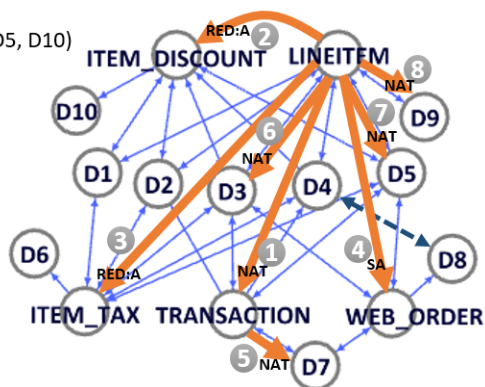 D5, D10)
RED:A 2
ITEM_DISCOUNT LINEITEM
8
D10 NAT D9
7
6 NAT
D1 D2 NAT D3 D4 D5
3 1 4
D6 RED:A NAT SA D8
ITEM_TAX TRANSACTION WEB_ORDER
5 NAT D7